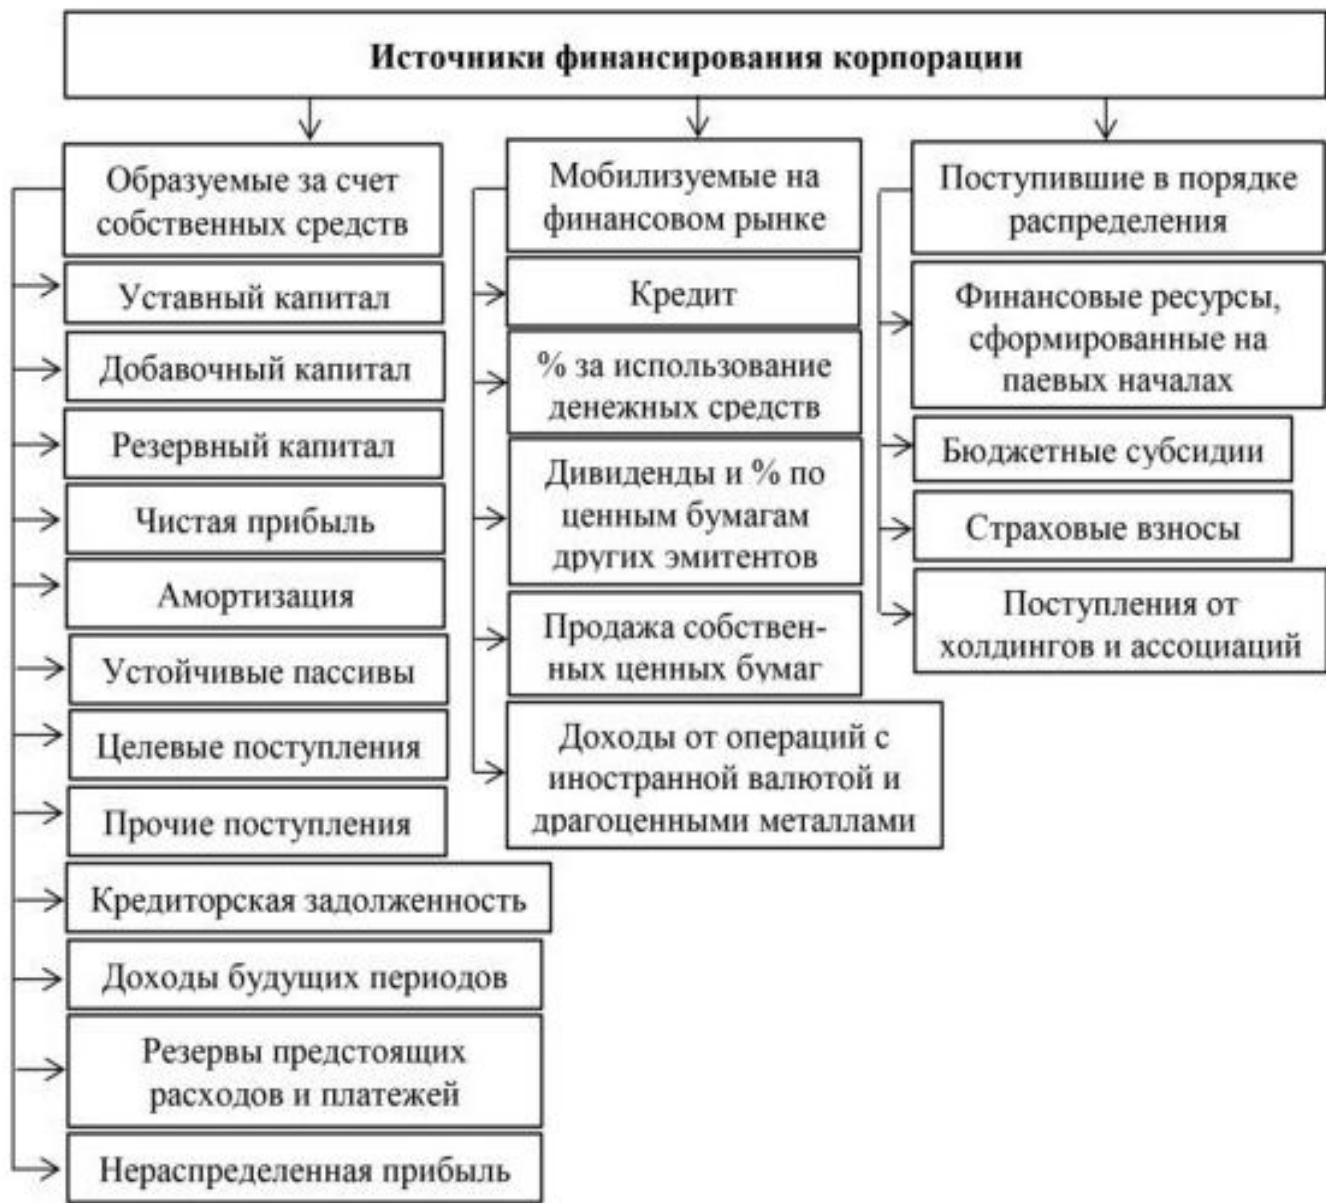 Источники финансирования корпорации
Образуемые за счет
собственных средств
Уставный капитал
Добавочный капитал
Резервный капитал
Чистая прибыль
Амортизация
Устойчивые пассивы
Целевые поступления
Прочие поступления
Кредиторская задолженность
Доходы будущих периодов
Резервы предстоящих
расходов и платежей
Нераспределенная прибыль
Мобилизуемые на
финансовом рынке
Кредит
% за использование
денежных средств
Дивиденды и % по
ценным бумагам
других эмитентов
Продажа собствен-
ных ценных бумаг
Доходы от операций с
иностранной валютой и
драгоценными металлами
Поступившие в порядке
распределения
Финансовые ресурсы,
сформированные на
паевых началах
Бюджетные субсидии
Страховые взносы
Поступления от
холдингов и ассоциаций